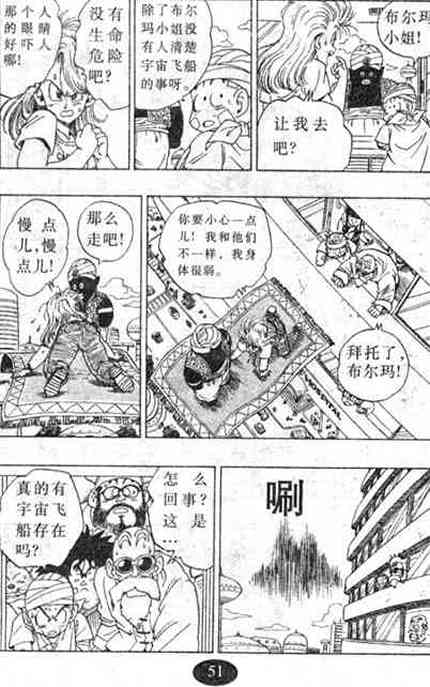 布尔玛
小姐!
让我去
吧?
除了布尔
玛小姐没
有人清楚
宇宙飞船
的事呀。
没有
生命
危险
吧?
那个人
的眼睛
好吓人
哪!
拜托了,
布尔玛!
你要小心一点
儿!我和他们
不一样,我身
体很弱。
HOSPITAL
那么
走吧!
慢点
儿,慢
点儿!
唰
怎么
回事?
这是
…
真的有
宇宙飞
船存在
吗?
51